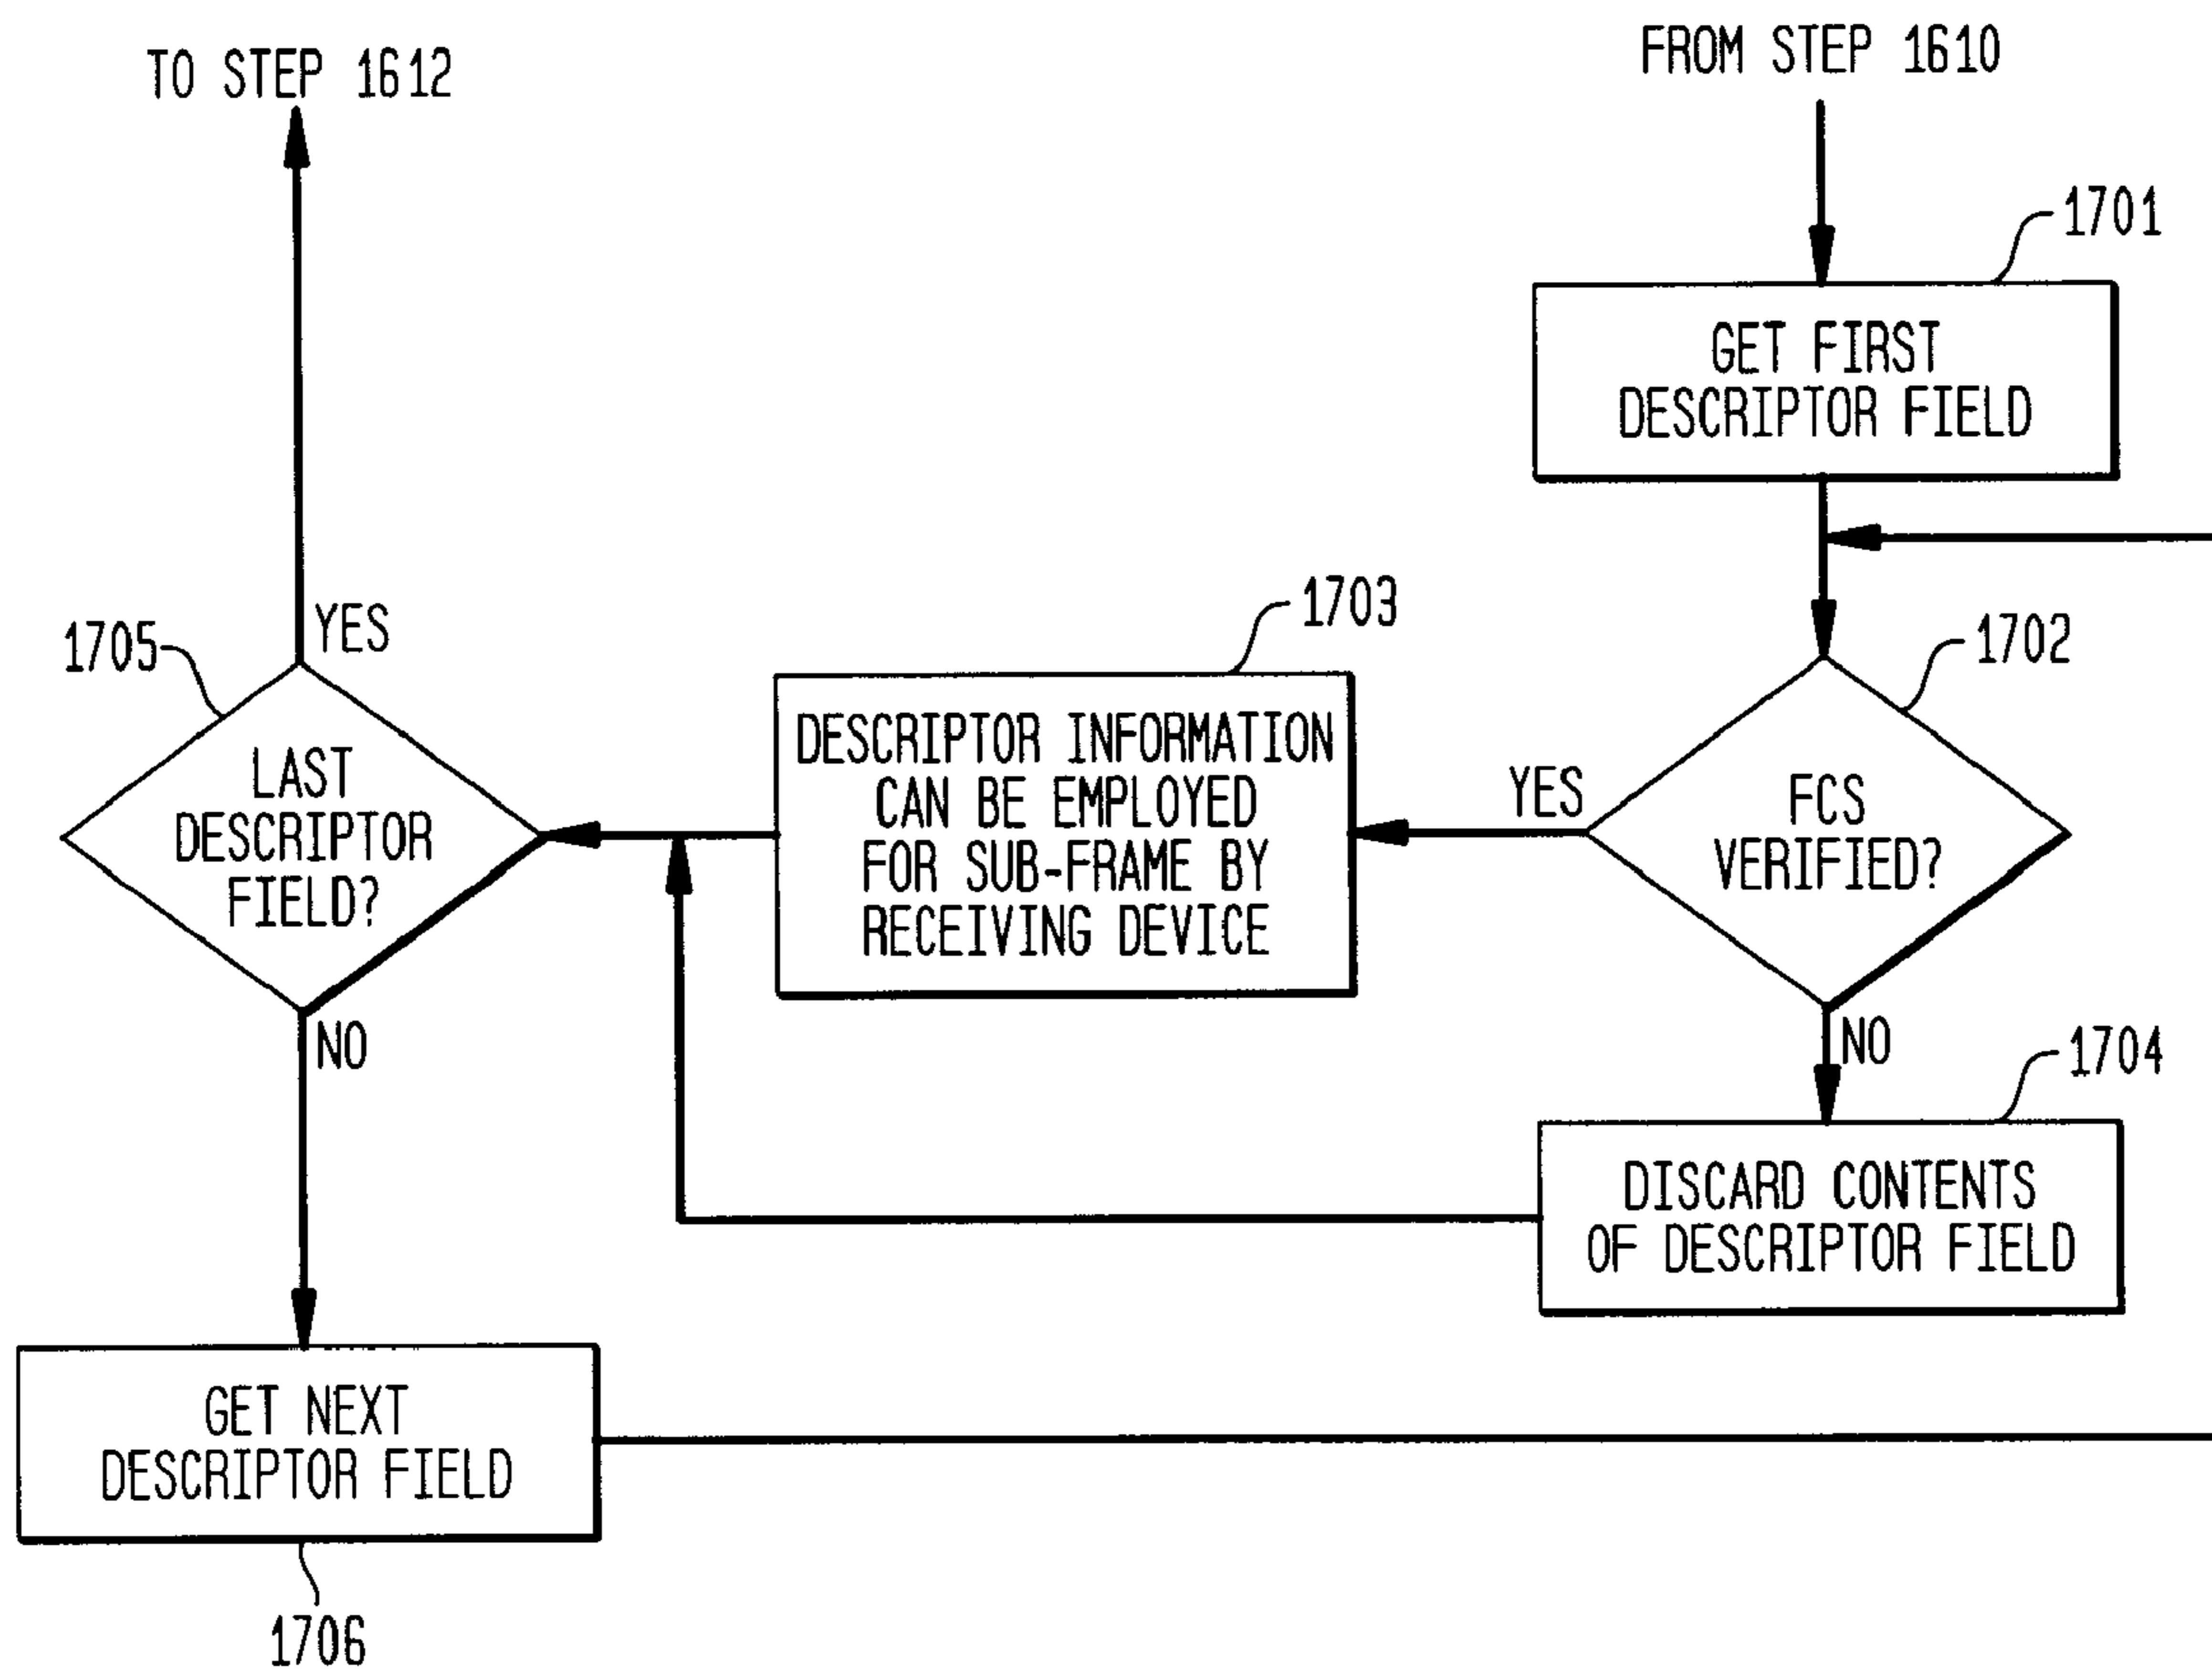 TO STEP 1612
FROM STEP 1610
1701
GET FIRST
DESCRIPTOR FIELD
1703
1702
1705
YES
DESCRIPTOR INFORMATION
CAN BE EMPLOYED
FOR SUB-FRAME BY
RECEIVING DEVICE
YES
FCS
VERIFIED?
LAST
DESCRIPTOR
FIELD?
NO
NO
1704
DISCARD CONTENTS
OF DESCRIPTOR FIELD
GET NEXT
DESCRIPTOR FIELD
1706